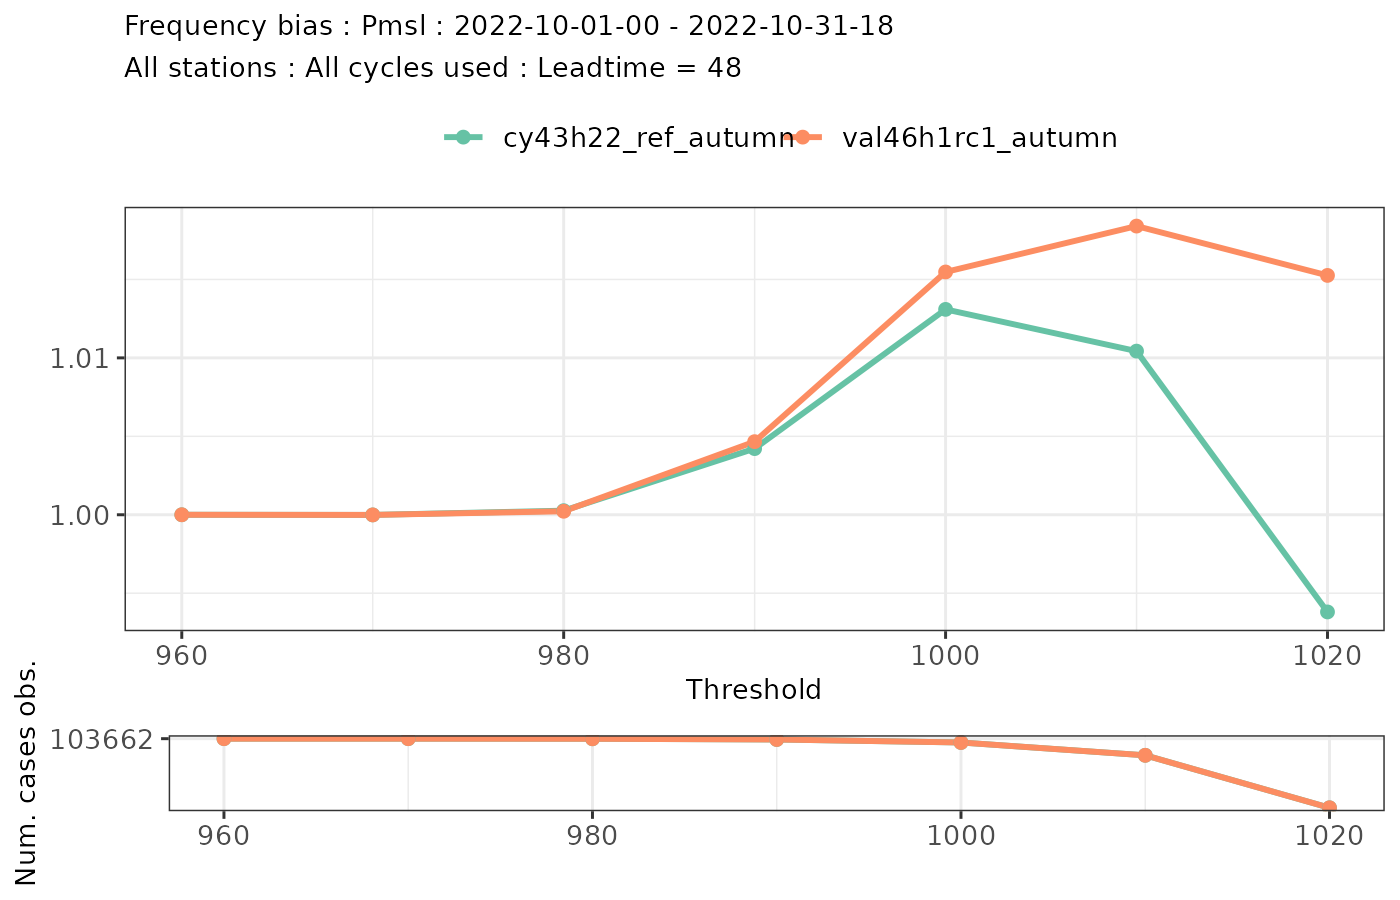 Frequency bias : Pmsl : 2022-10-01-00 - 2022-10-31-18
All stations : All cycles used : Leadtime = 48
cy43h22_ref_autumn val46h1rc1_autumn
1.01
1.00
960 980 1000 1020
Threshold
Num. cases obs.
103662
960 980 1000 1020